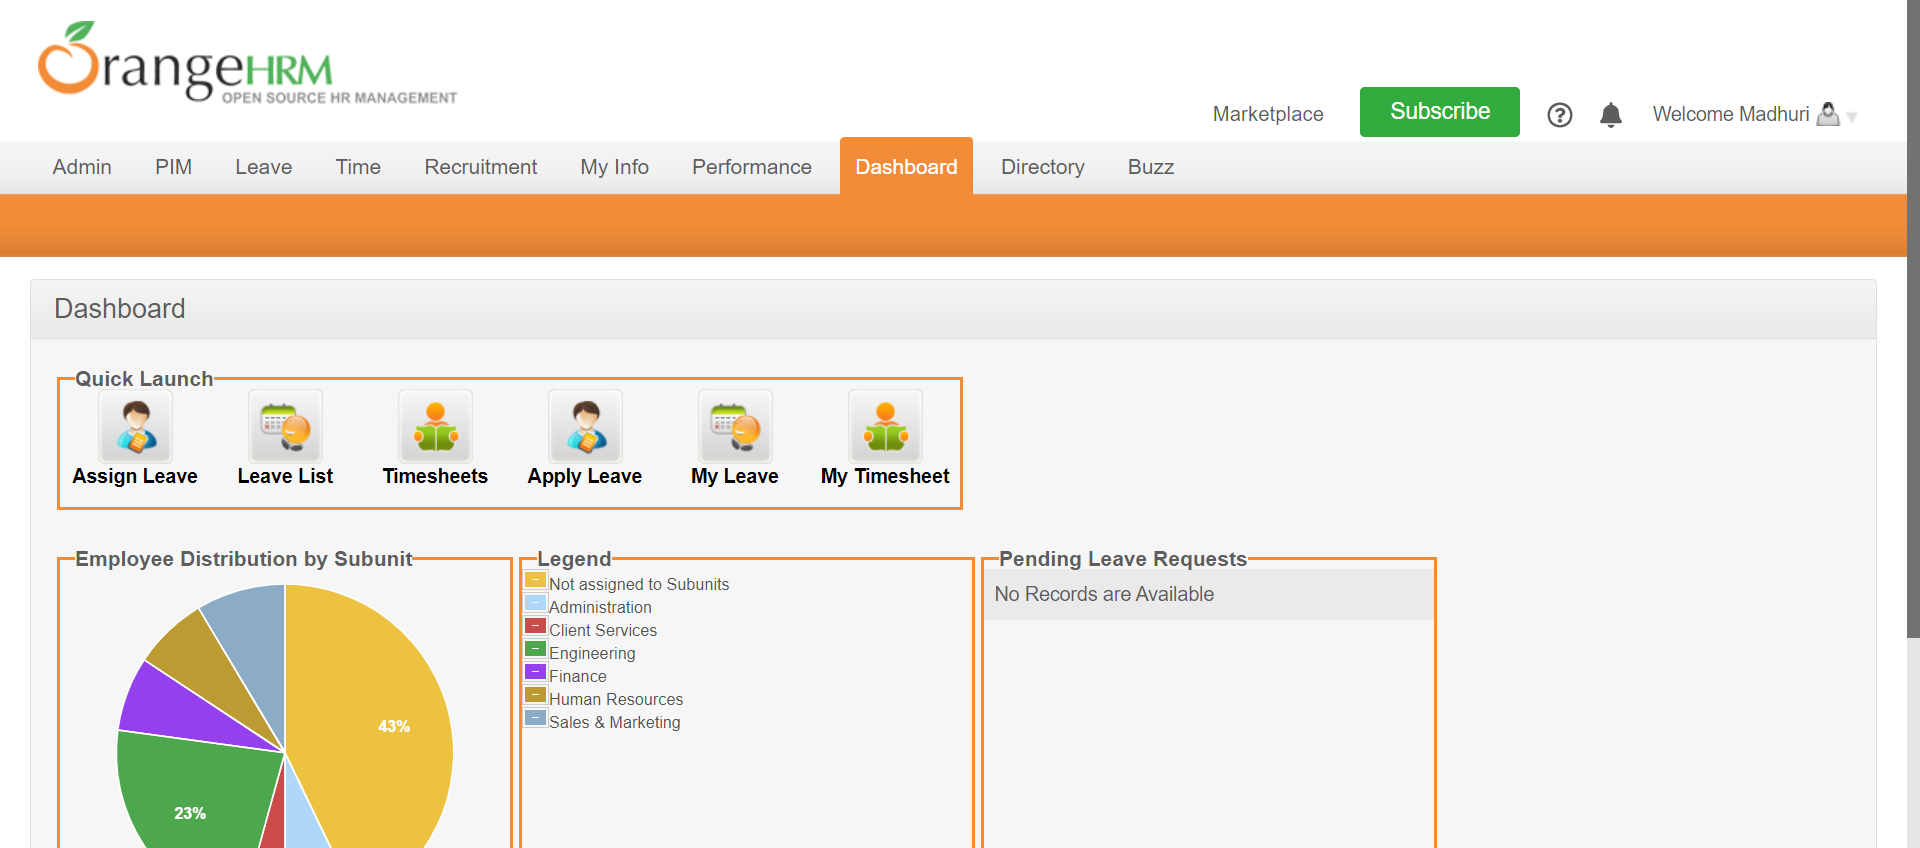 OrangeHRM
OPEN SOURCE HR MANAGEMENT
Marketplace
Subscribe
Welcome Madhuri
Admin PIM Leave Time Recruitment My Info Performance Dashboard Directory Buzz
Dashboard
Quick Launch
Assign Leave Leave List Timesheets Apply Leave My Leave My Timesheet
Employee Distribution by Subunit
43%
23%
Legend
Not assigned to Subunits
Administration
Client Services
Engineering
Finance
Human Resources
Sales & Marketing
Pending Leave Requests
No Records are Available